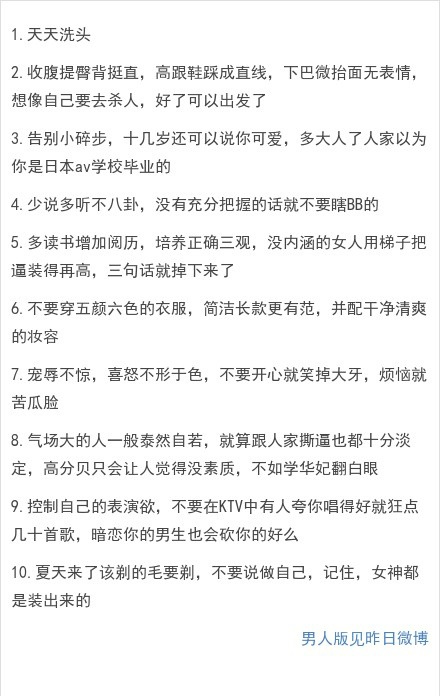 1.天天洗头
2.收腹提臀背挺直，高跟鞋踩成直线，下巴微抬面无表情，
想像自己要去杀人，好了可以出发了
3.告别小碎步，十几岁还可以说你可爱，多大人了人家以为
你是日本av学校毕业的
4.少说多听不八卦，没有充分把握的话就不要瞎BB的
5.多读书增加阅历，培养正确三观，没内涵的女人用梯子把
逼装得再高，三句话就掉下来了
6.不要穿五颜六色的衣服，简洁长款更有范，并配干净清爽
的妆容
7.宠辱不惊，喜怒不形于色，不要开心就笑掉大牙，烦恼就
苦瓜脸
8.气场大的人一般泰然自若，就算跟人家撕逼也都十分淡
定，高分贝只会让人觉得没素质，不如学华妃翻白眼
9.控制自己的表演欲，不要在KTV中有人夸你唱得好就狂点
几十首歌，暗恋你的男生也会砍你的好么
10.夏天来了该剃的毛要剃，不要说做自己，记住，女神都
是装出来的
男人版见昨日微博